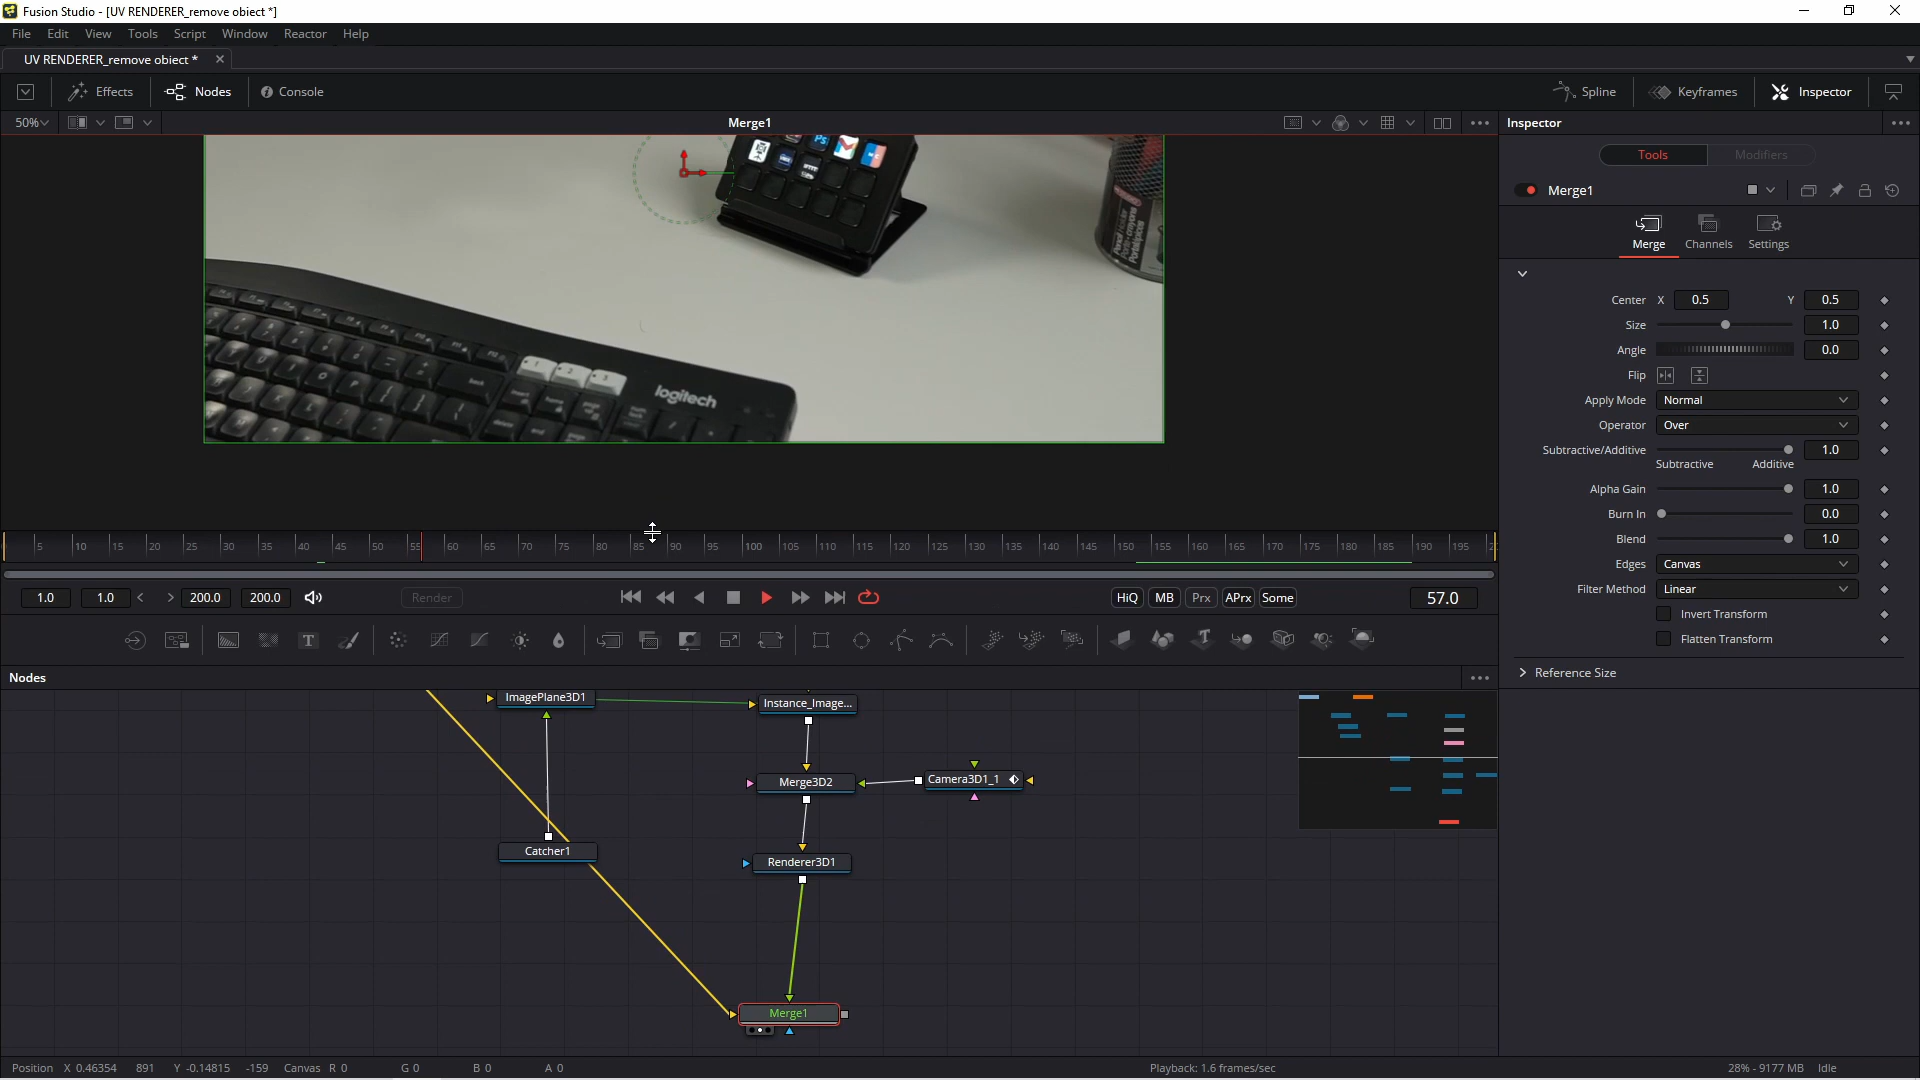 Fusion Studio - [UV RENDERER_remove obiect *]
File Edit View Tools Script Window Reactor Help
UV RENDERER_remove obiect *
Effects Nodes Console Spline Keyframes Inspector
50% Merge1 Inspector
Tools Modifiers
Merge1
Merge Channels Settings
Center X 0.5 Y 0.5
Size 1.0
Angle 0.0
Flip
Apply Mode Normal
Operator Over
Subtractive/Additive 1.0
Subtractive Additive
Alpha Gain 1.0
Burn In 0.0
Blend 1.0
Edges Canvas
Filter Method Linear
Invert Transform
Flatten Transform
Reference Size
Ps
logitech
1 2 3
back
5 10 15 20 25 30 35 40 45 50 55 60 65 70 75 80 85 90 95 100 105 110 115 120 125 130 135 140 145 150 155 160 165 170 175 180 185 190 195
1.0 1.0 200.0 200.0 Render HiQ MB Prx APrx Some 57.0
Nodes
ImagePlane3D1 Instance_Image...
Merge3D2 Camera3D1_1
Catcher1 Renderer3D1
Merge1
Position X 0.46354 891 Y -0.14815 -159 Canvas R 0 G 0 B 0 A 0 Playback: 1.6 frames/sec 28% - 9177 MB Idle